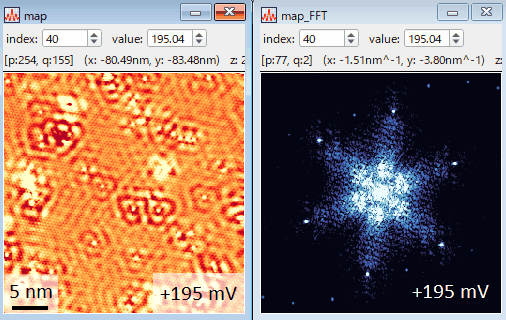 map
index: 40 value: 195.04
[p:254, q:155] (x: -80.49nm, y: -83.48nm) z: 2
5 nm
+195 mV
map_FFT
index: 40 value: 195.04
[p:77, q:2] (x: -1.51nm^-1, y: -3.80nm^-1) z:
+195 mV